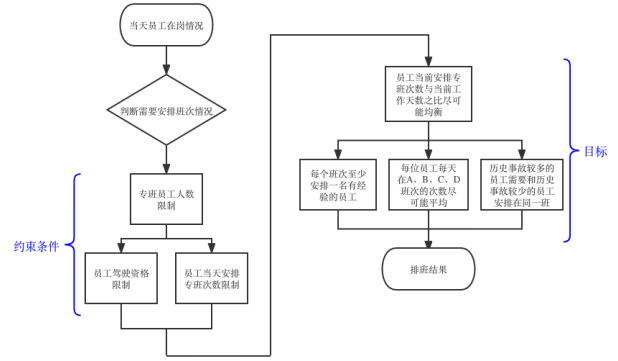 当天员工在岗情况
判断需要安排班次情况
专班员工人数
限制
约束条件
员工驾驶资格
限制
员工当天安排
专班次数限制
员工当前安排专
班次数与当前工
作天数之比尽可
能均衡
目标
每个班次至少
安排一名有经
验的员工
每位员工每天
在A、B、C、D
班次的次数尽
可能平均
历史事故较多的
员工需要和历史
事故较少的员工
安排在同一班
排班结果